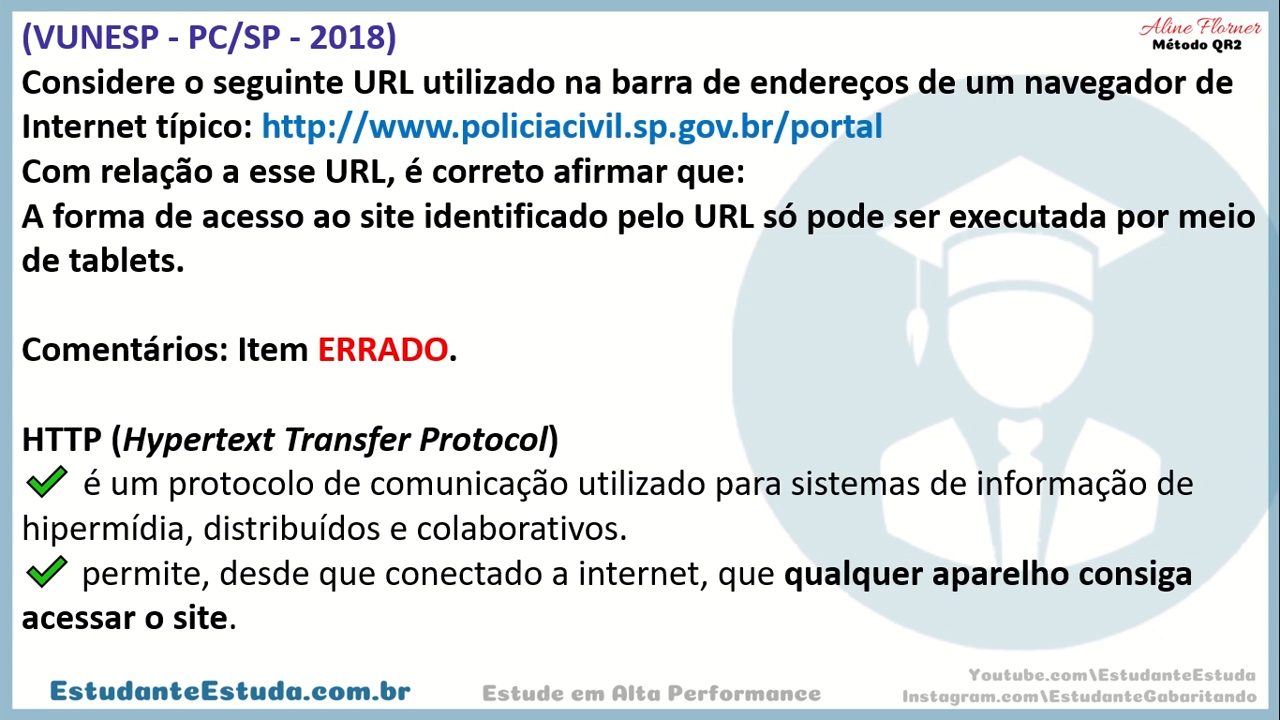 (VUNESP - PC/SP - 2018)
Aline Florner
Método QR2
Considere o seguinte URL utilizado na barra de endereços de um navegador de
Internet típico: http://www.policiacivil.sp.gov.br/portal
Com relação a esse URL, é correto afirmar que:
A forma de acesso ao site identificado pelo URL só pode ser executada por meio
de tablets.
Comentários: Item ERRADO.
HTTP (Hypertext Transfer Protocol)
✔ é um protocolo de comunicação utilizado para sistemas de informação de
hipermídia, distribuídos e colaborativos.
✔ permite, desde que conectado a internet, que qualquer aparelho consiga
acessar o site.
EstudanteEstuda.com.br
Estude em Alta Performance
Youtube.com\EstudanteEstuda
Instagram.com\EstudanteGabaritando